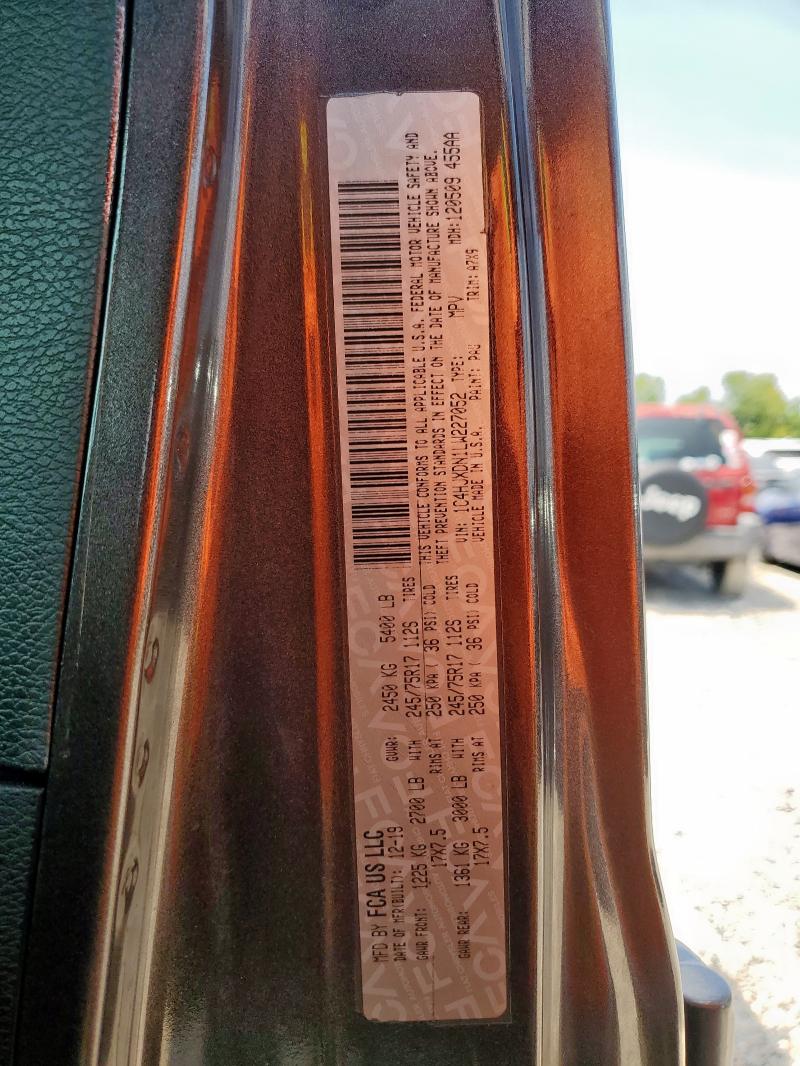 MFD BY FCA US LLC
DATE OF MFR(BUILT): 12-19 GVWR: 2450 KG 5400 LB
GAWR FRONT: 1225 KG 2700 LB WITH 245/75R17 112S TIRES
17X7.5 RIMS AT 250 KPA ( 36 PSI) COLD
GAWR REAR: 1361 KG 3000 LB WITH 245/75R17 112S TIRES
17X7.5 RIMS AT 250 KPA ( 36 PSI) COLD
THIS VEHICLE CONFORMS TO ALL APPLICABLE U.S.A. FEDERAL MOTOR VEHICLE SAFETY AND
THEFT PREVENTION STANDARDS IN EFFECT ON THE DATE OF MANUFACTURE SHOWN ABOVE.
VIN: 1C4HJXDN1LW227052 TYPE: MPV MDH:120509 455AA
VEHICLE MADE IN U.S.A. PAINT: PAU TRIM: A7X9
Jeep